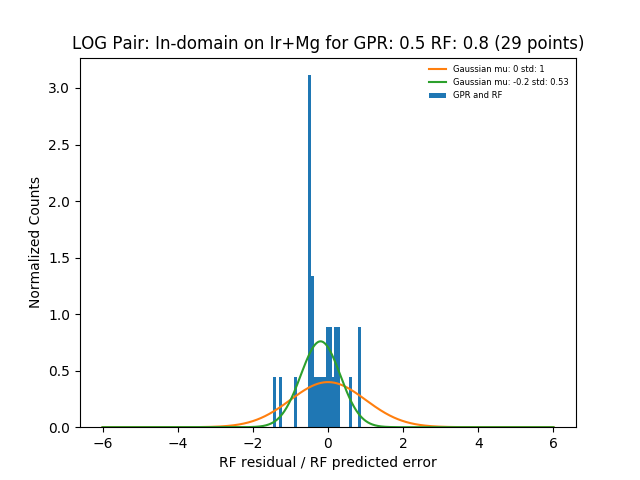 LOG Pair: In-domain on Ir+Mg for GPR: 0.5 RF: 0.8 (29 points)
Gaussian mu: 0 std: 1
Gaussian mu: -0.2 std: 0.53
GPR and RF
Normalized Counts
3.0
2.5
2.0
1.5
1.0
0.5
0.0
−6 −4 −2 0 2 4 6
RF residual / RF predicted error